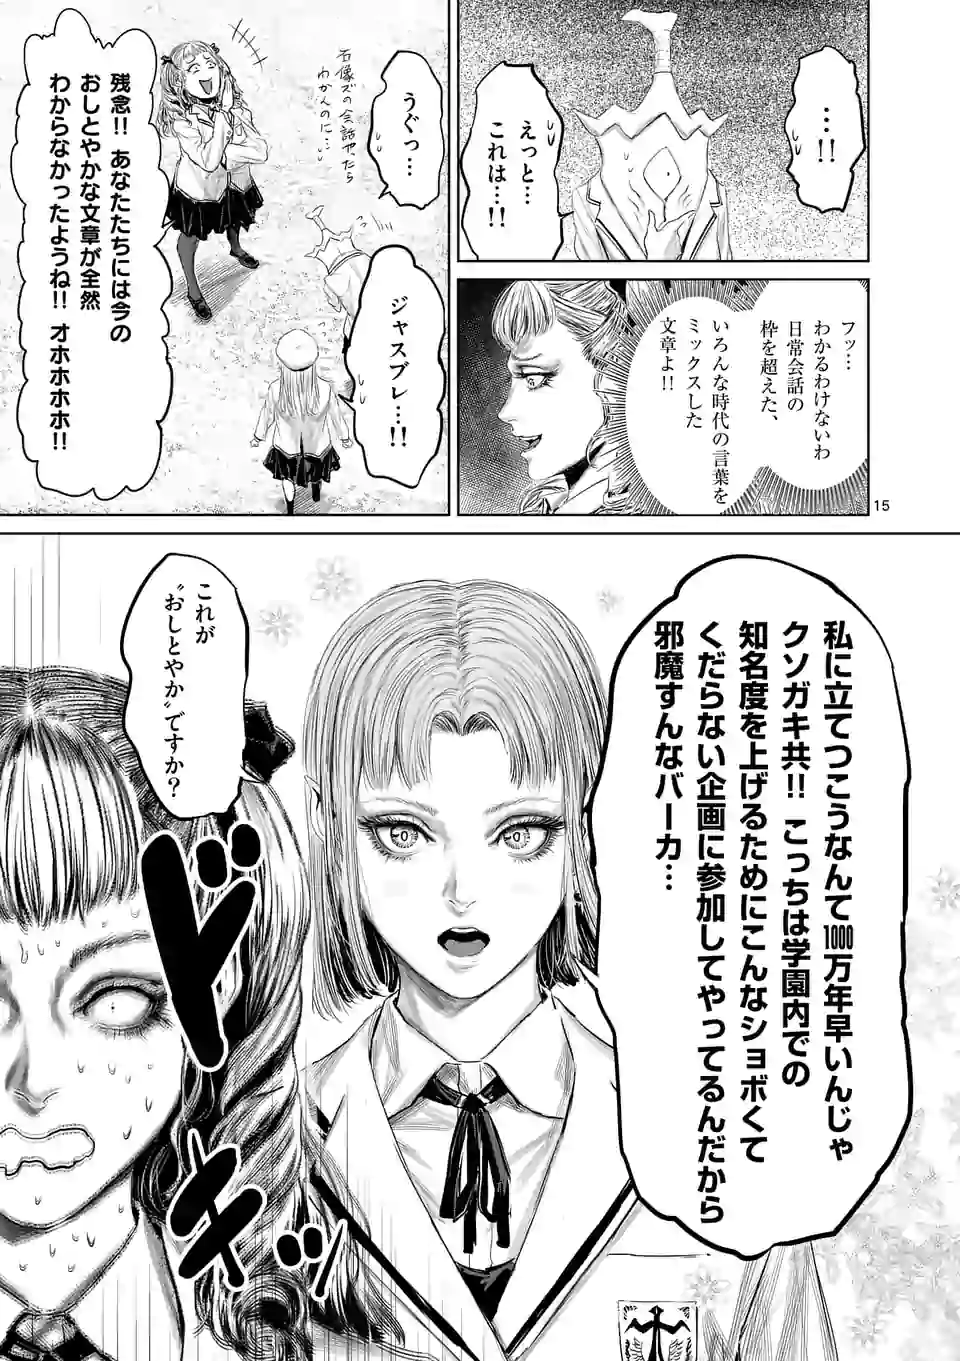 …!!
えっと…
これは…!!
フッ…
わかるわけないわ
日常会話の
枠を超えた、
いろんな時代の言葉を
ミックスした
文章よ!!
15
うぐっ…
石像ズの会話やたら
わかんのに…
ジャスブレ…!!
残念!! あなたたちには今の
おしとやかな文章が全然
わからなかったようね!! オホホホホ!!
私に立てつこうなんて1000万年早いんじゃ
クソガキ共!! こっちは学園内での
知名度を上げるためにこんなショボくて
くだらない企画に参加してやってるんだから
邪魔すんなバーカ…
これが
〝おしとやか〟ですか?
ドキッ